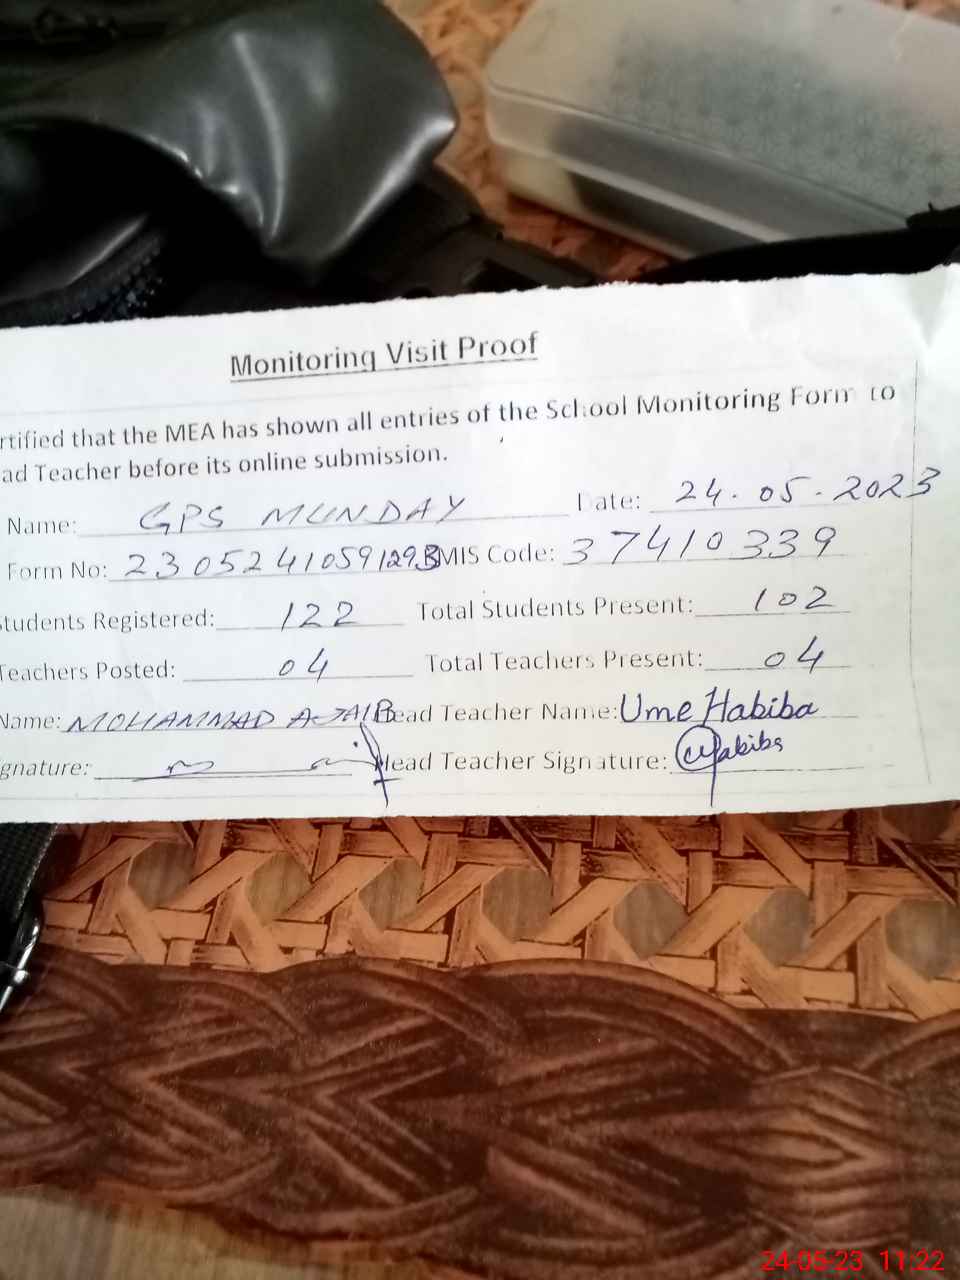 Monitoring Visit Proof
rtified that the MEA has shown all entries of the School Monitoring Form to
ad Teacher before its online submission.
Name: GPS MUNDAY Date: 24.05.2023
Form No: MIS Code: 37410339
tudents Registered: 122 Total Students Present: 102
Teachers Posted: 04 Total Teachers Present: 04
Name: MOHAMMAD AJAIB Head Teacher Name: Ume Habiba
gnature: Head Teacher Signature: Habiba
24-05-23 11:22